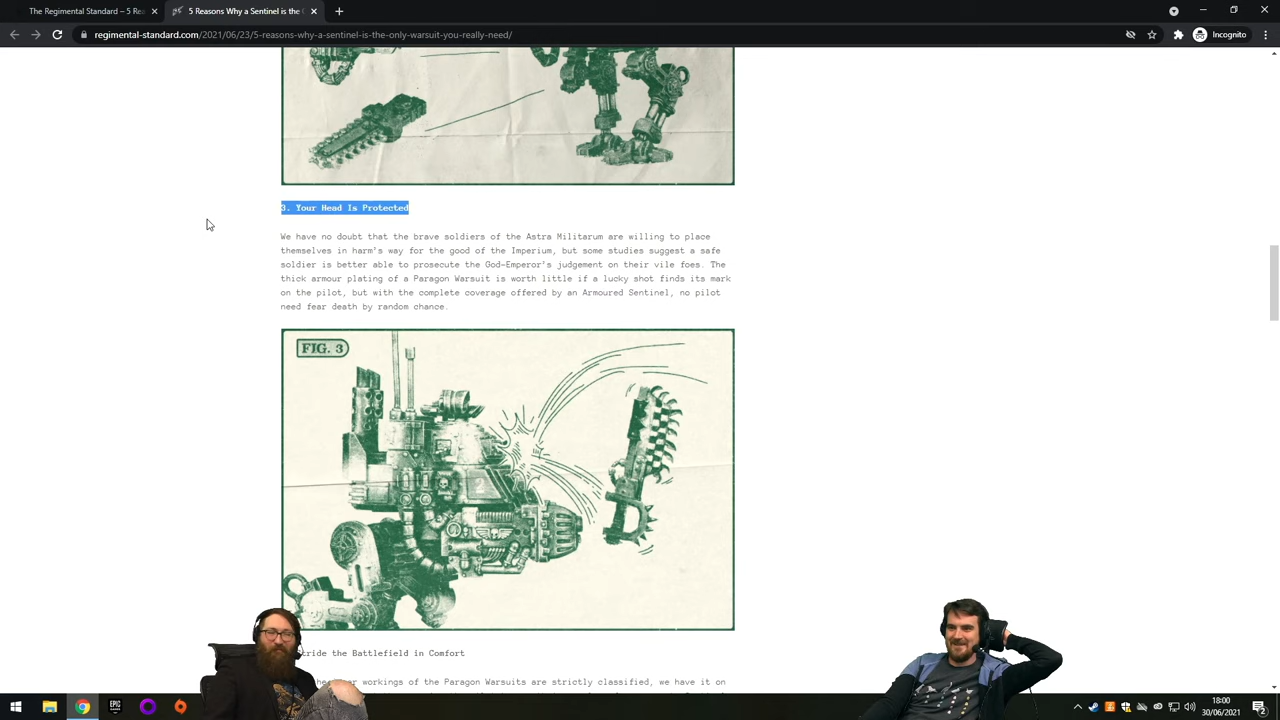 The Regimental Standard – 5 Rea
5 Reasons Why a Sentinel is the O
regimental-standard.com/2021/06/23/5-reasons-why-a-sentinel-is-the-only-warsuit-you-really-need/
Incognito
3. Your Head Is Protected
We have no doubt that the brave soldiers of the Astra Militarum are willing to place
themselves in harm's way for the good of the Imperium, but some studies suggest a safe
soldier is better able to prosecute the God-Emperor's judgement on their vile foes. The
thick armour plating of a Paragon Warsuit is worth little if a lucky shot finds its mark
on the pilot, but with the complete coverage offered by an Armoured Sentinel, no pilot
need fear death by random chance.
FIG. 3
tride the Battlefield in Comfort
workings of the Paragon Warsuits are strictly classified, we have it on
EPIC
18:00
30/06/2021
2